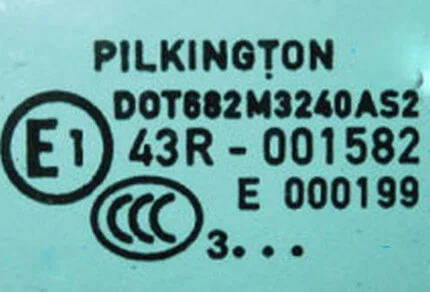 PILKINGTON
DOT682M3240AS2
E1 43R - 001582
E 000199
CCC 3...